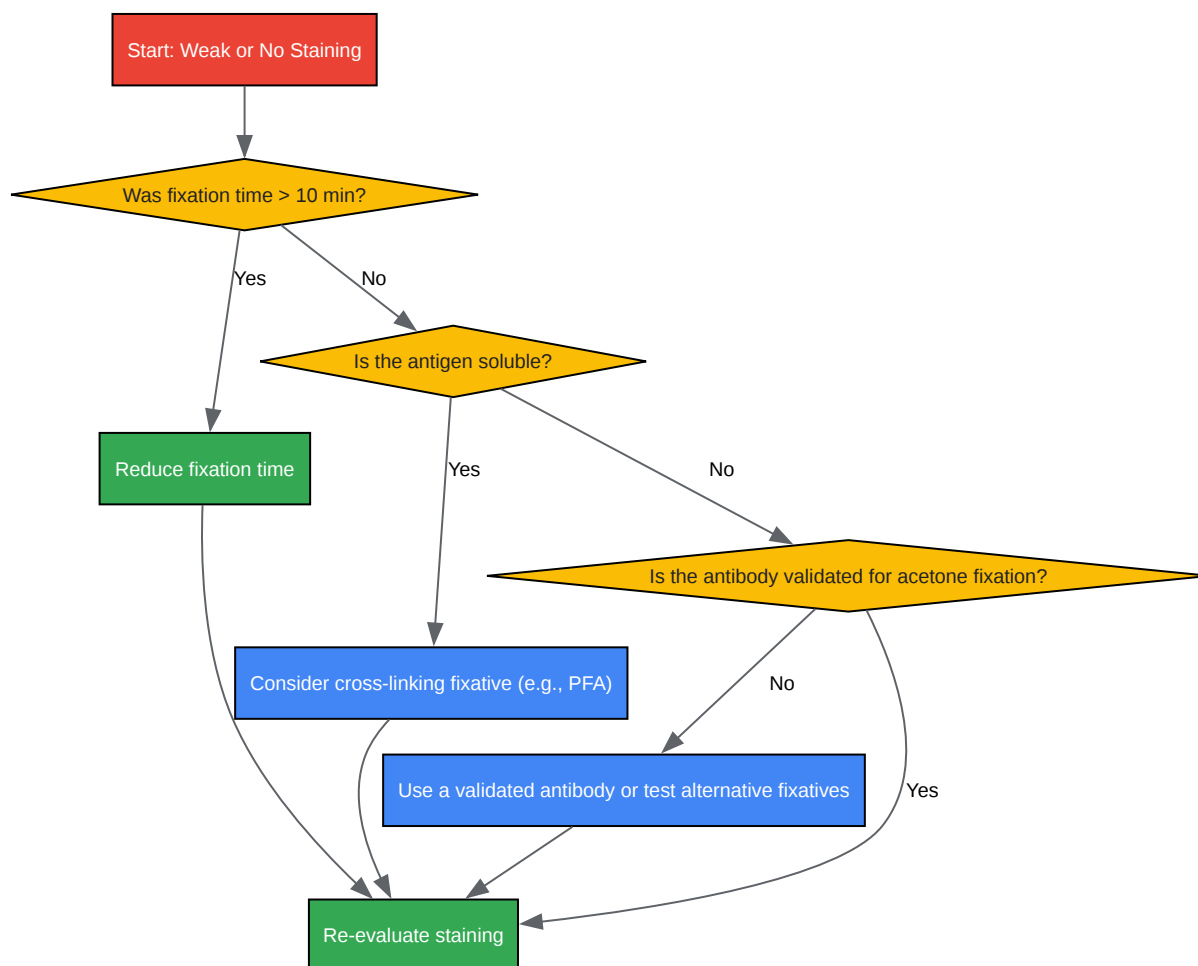 Start: Weak or No Staining
Was fixation time > 10 min?
Yes
No
Is the antigen soluble?
Reduce fixation time
Yes
No
Is the antibody validated for acetone fixation?
Consider cross-linking fixative (e.g., PFA)
No
Use a validated antibody or test alternative fixatives
Yes
Re-evaluate staining